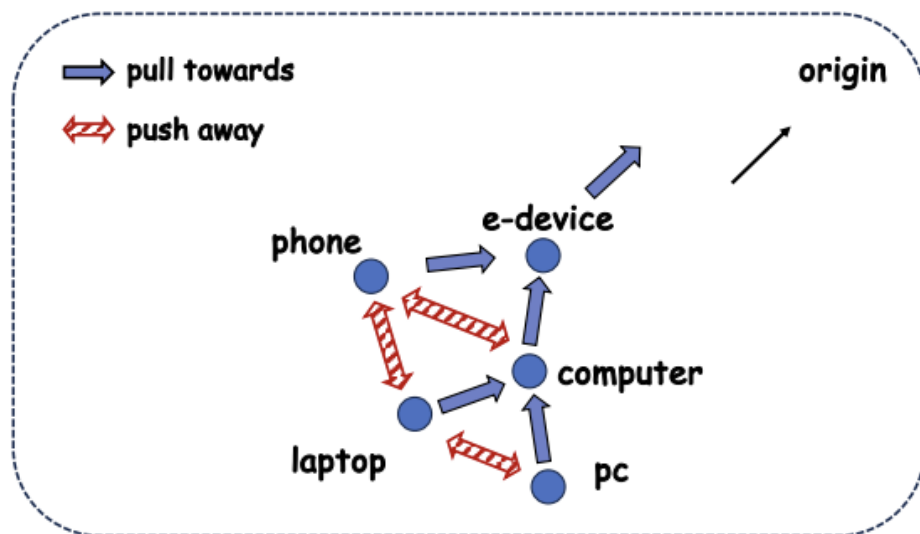 pull towards
origin
push away
e-device
phone
computer
laptop
pc